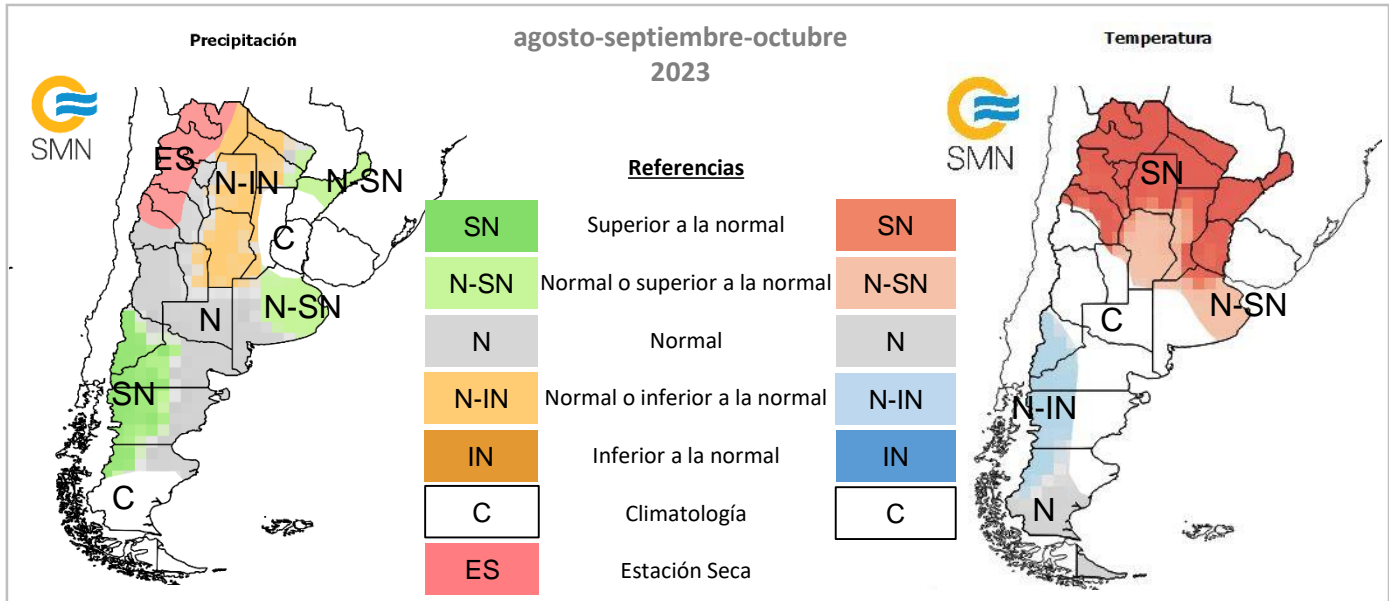 Precipitación
agosto-septiembre-octubre
2023
Temperatura
SMN
ES
N-IN
N-SN
C
N-SN
N
SN
C
Referencias
SN Superior a la normal SN
N-SN Normal o superior a la normal N-SN
N Normal N
N-IN Normal o inferior a la normal N-IN
IN Inferior a la normal IN
C Climatología C
ES Estación Seca
SMN
SN
N-SN
C
N-IN
N